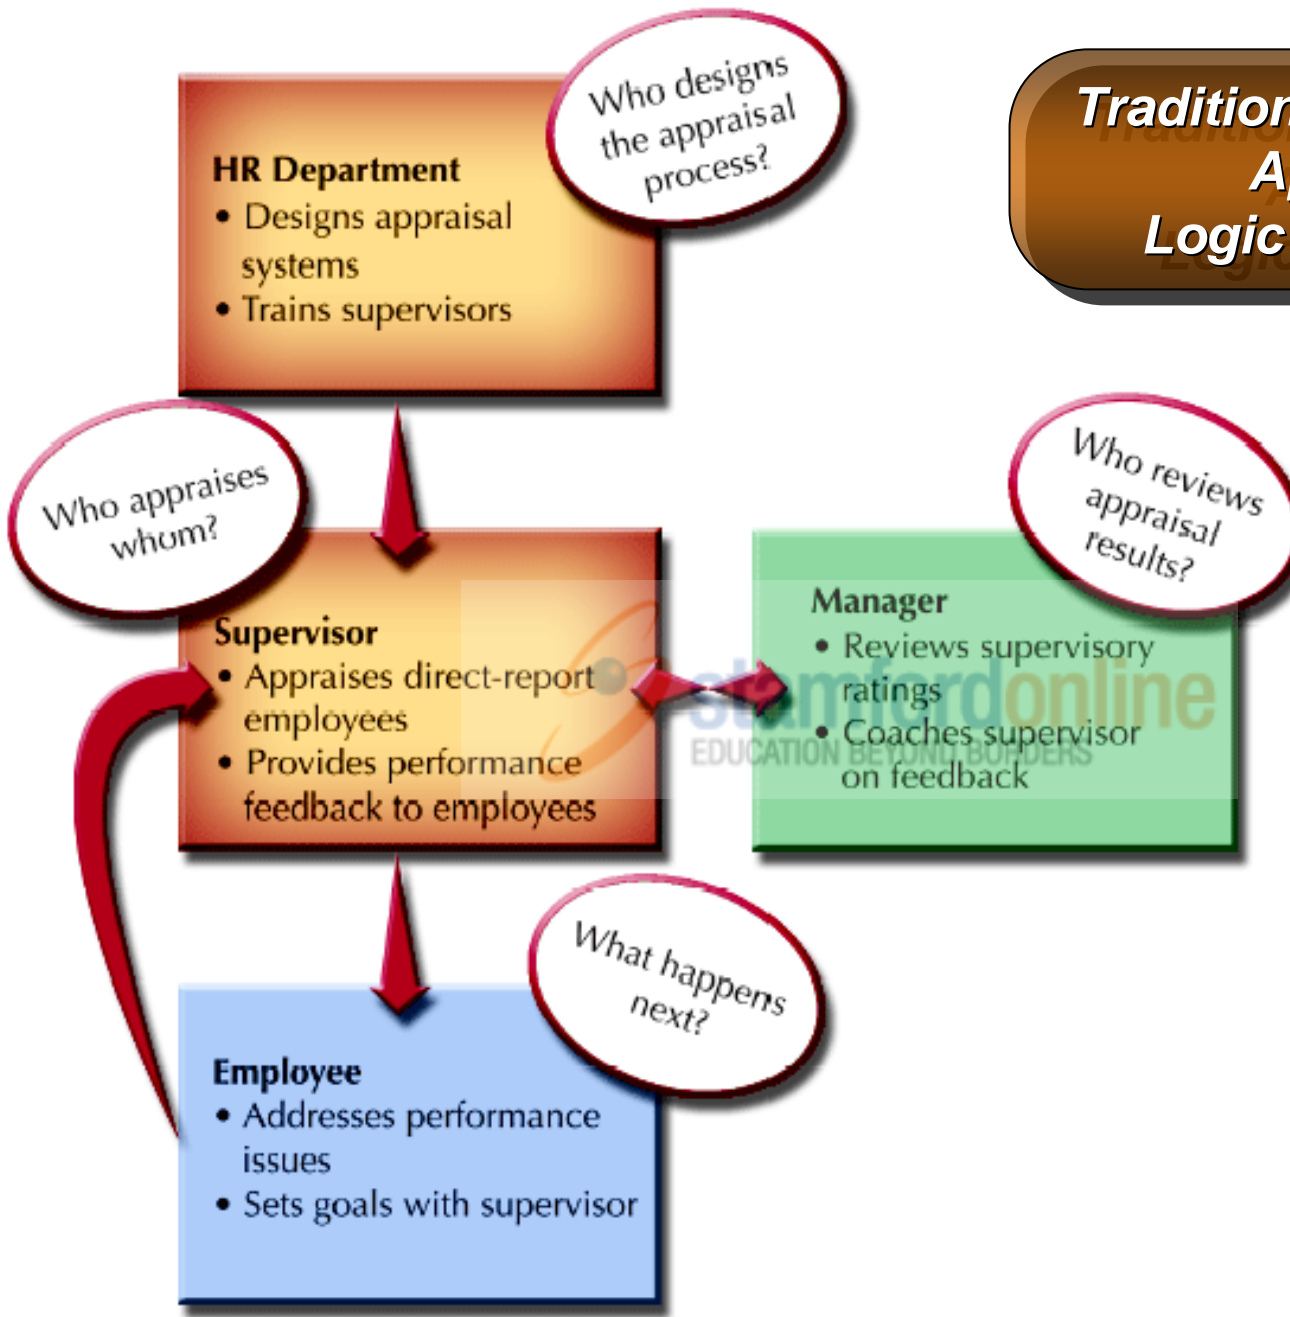 Who designs
the appraisal
process?
Tradition
A
Logic
HR Department
• Designs appraisal
systems
• Trains supervisors
Who appraises
whom?
Who reviews
appraisal
results?
Supervisor
• Appraises direct-report
employees
• Provides performance
feedback to employees
Manager
• Reviews supervisory
ratings
• Coaches supervisor
on feedback
stamfordonline
EDUCATION BEYOND BORDERS
What happens
next?
Employee
• Addresses performance
issues
• Sets goals with supervisor